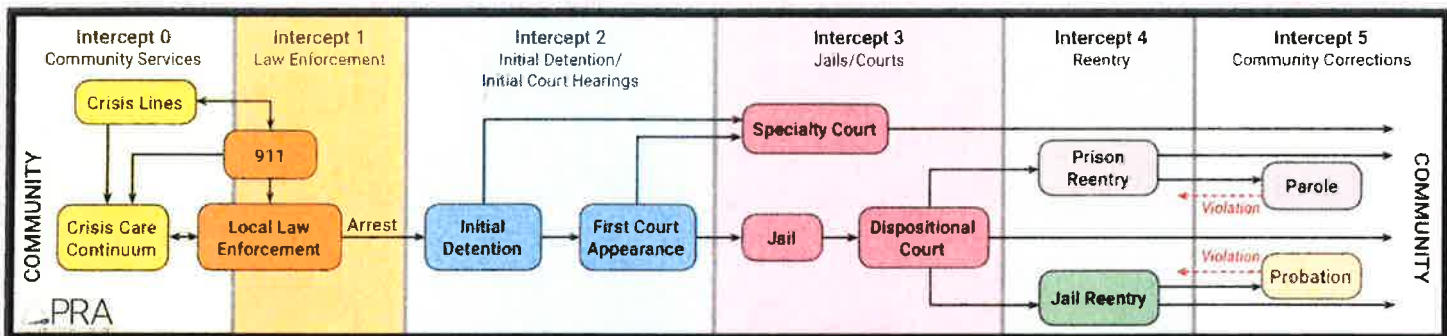 Intercept 0
Community Services
Intercept 1
Law Enforcement
Intercept 2
Initial Detention/
Initial Court Hearings
Intercept 3
Jails/Courts
Intercept 4
Reentry
Intercept 5
Community Corrections
COMMUNITY
Crisis Lines
911
Crisis Care
Continuum
Local Law
Enforcement
Arrest
Initial
Detention
First Court
Appearance
Specialty Court
Jail
Dispositional
Court
Prison
Reentry
Parole
Violation
Violation
Probation
Jail Reentry
COMMUNITY
PRA